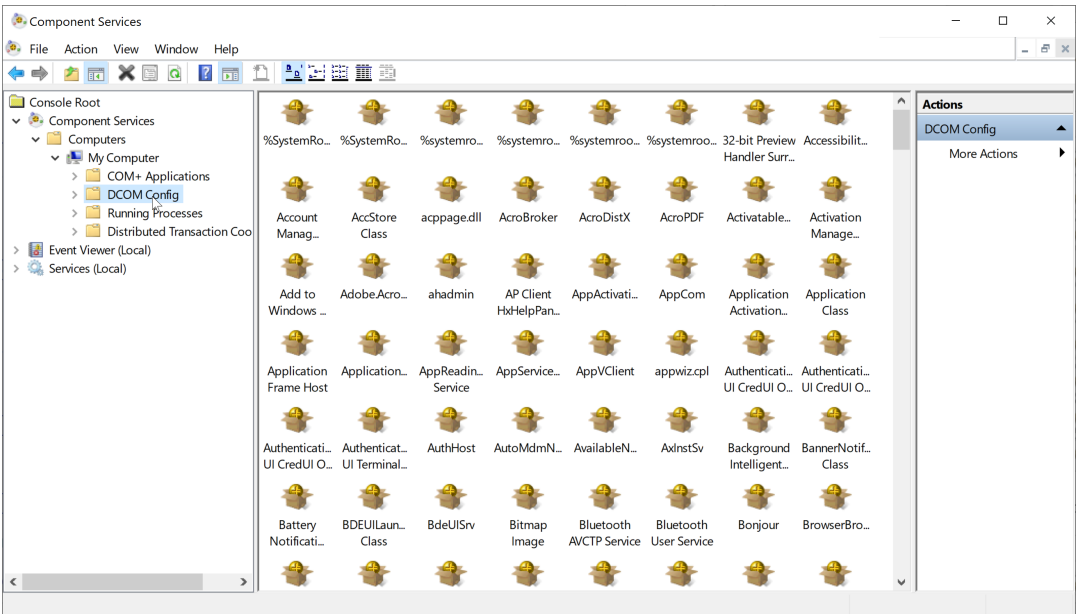 Component Services
File Action View Window Help
Console Root
Component Services
Computers
My Computer
COM+ Applications
DCOM Config
Running Processes
Distributed Transaction Coo
Event Viewer (Local)
Services (Local)
%SystemRo... %SystemRo... %systemro... %systemro... %systemroo... %systemroo... 32-bit Preview Accessibilit...
Handler Surr...
Account AccStore acppage.dll AcroBroker AcroDistX AcroPDF Activatable... Activation
Manag... Class Manage...
Add to Adobe.Acro... ahadmin AP Client AppActivati... AppCom Application Application
Windows ... HxHelpPan... Activation... Class
Application Application... AppReadin... AppService... AppVClient appwiz.cpl Authenticati... Authenticati...
Frame Host Service UI CredUI O... UI CredUI O...
Authenticati... Authenticat... AuthHost AutoMdmN... AvailableN... AxInstSv Background BannerNotif...
UI CredUI O... UI Terminal... Intelligent... Class
Battery BDEUILaun... BdeUISrv Bitmap Bluetooth Bluetooth Bonjour BrowserBro...
Notificati... Class Image AVCTP Service User Service
Actions
DCOM Config
More Actions